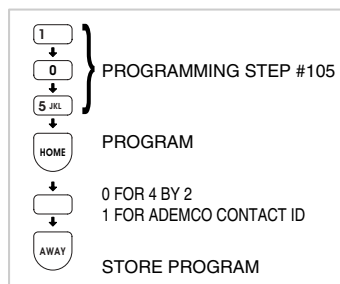 1
0
PROGRAMMING STEP #105
5 JKL
HOME
PROGRAM
0 FOR 4 BY 2
1 FOR ADEMCO CONTACT ID
AWAY
STORE PROGRAM